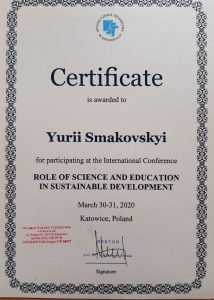 Certificate
is awarded to
Yurii Smakovskyi
for participating at the International Conference
ROLE OF SCIENCE AND EDUCATION
IN SUSTAINABLE DEVELOPMENT
March 30-31, 2020
Katowice, Poland
REKTOR
Signature